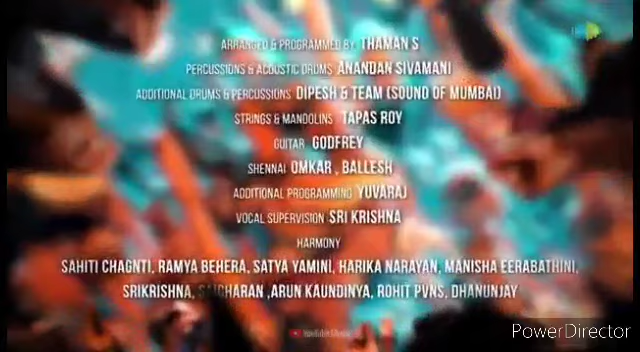 ARRANGED & PROGRAMMED BY THAMAN S
PERCUSSIONS & ACOUSTIC DRUMS ANANDAN SIVAMANI
ADDITIONAL DRUMS & PERCUSSIONS DIPESH & TEAM (SOUND OF MUMBAI)
STRINGS & MANDOLINS TAPAS ROY
GUITAR GODFREY
SHENNAI OMKAR , BALLESH
ADDITIONAL PROGRAMMING YUVARAJ
VOCAL SUPERVISION SRI KRISHNA
HARMONY
SAHITI CHAGNTI, RAMYA BEHERA, SATYA YAMINI, HARIKA NARAYAN, MANISHA EERABATHINI,
SRIKRISHNA, SAICHARAN ,ARUN KAUNDINYA, ROHIT PVNS, DHANUNJAY
PowerDirector